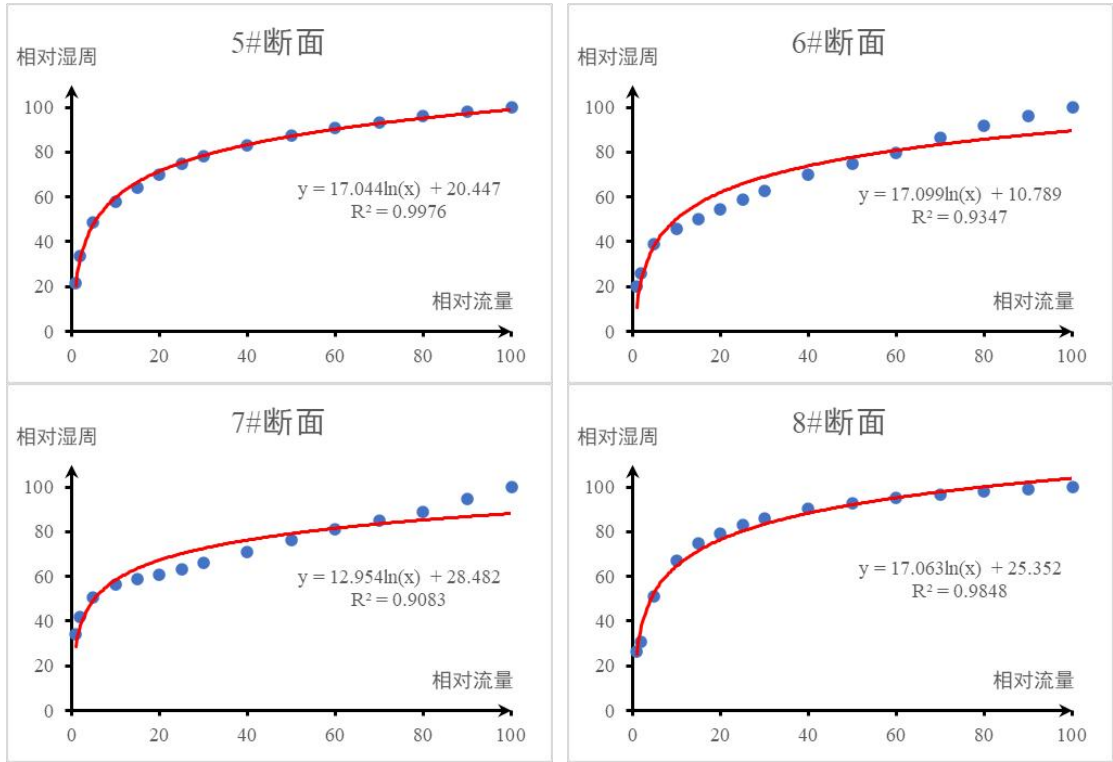 5#断面
相对湿周
100
80
60
40
20
0
y = 17.044ln(x) + 20.447
R² = 0.9976
相对流量
0 20 40 60 80 100
6#断面
相对湿周
100
80
60
40
20
0
y = 17.099ln(x) + 10.789
R² = 0.9347
相对流量
0 20 40 60 80 100
7#断面
相对湿周
100
80
60
40
20
0
y = 12.954ln(x) + 28.482
R² = 0.9083
相对流量
0 20 40 60 80 100
8#断面
相对湿周
100
80
60
40
20
0
y = 17.063ln(x) + 25.352
R² = 0.9848
相对流量
0 20 40 60 80 100